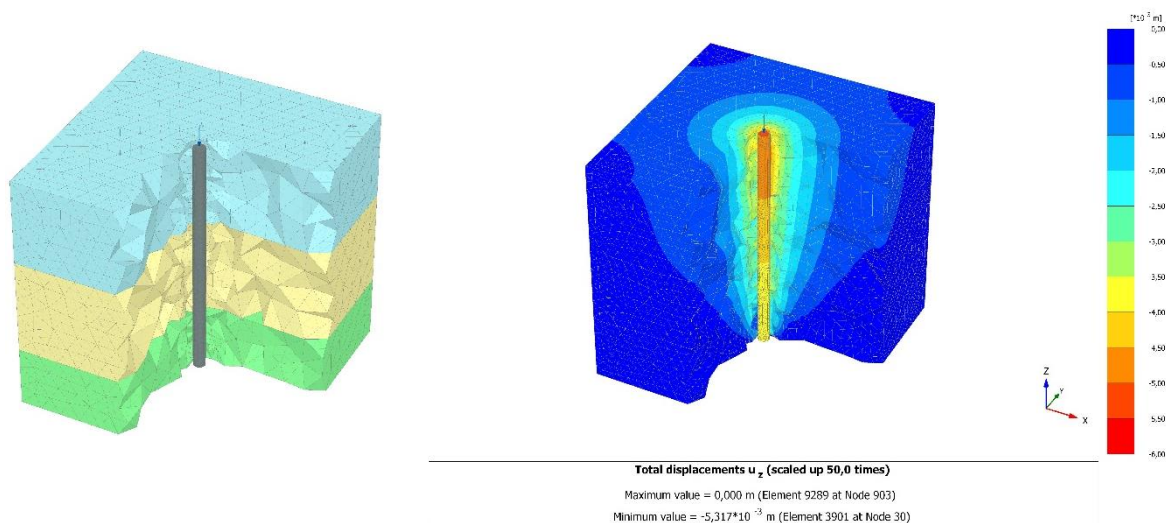 [*10⁻³ m]
0,00
-0,50
-1,00
-1,50
-2,00
-2,50
-3,00
-3,50
-4,00
-4,50
-5,00
-5,50
-6,00
Z
Y
X
Total displacements u z (scaled up 50,0 times)
Maximum value = 0,000 m (Element 9289 at Node 903)
Minimum value = -5,317*10 -3 m (Element 3901 at Node 30)